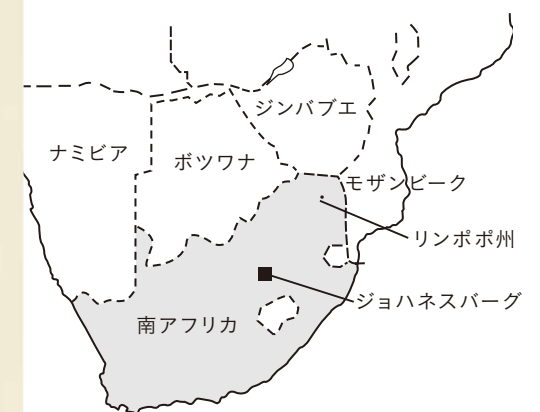 ジンバブエ
ナミビア
ボツワナ
モザンビーク
リンポポ州
ジョハネスバーグ
南アフリカ